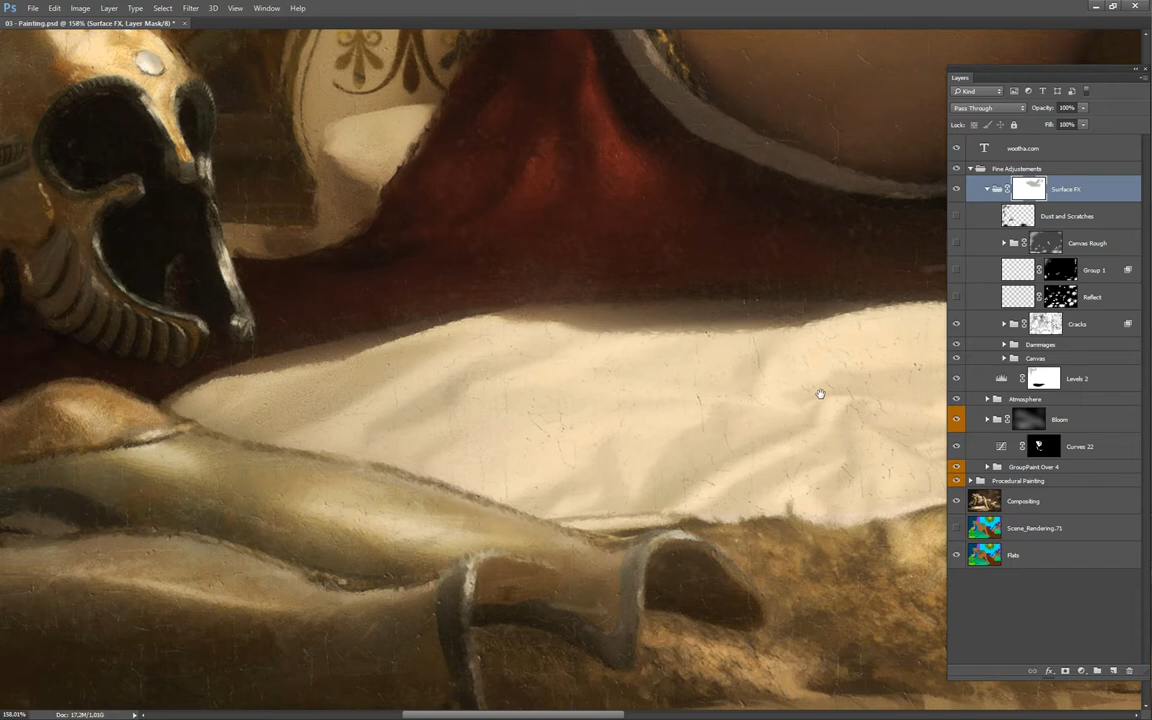 Ps File Edit Image Layer Type Select Filter 3D View Window Help
03 - Painting.psd @ 158% (Surface FX, Layer Mask/8) *
Layers
Kind
Pass Through Opacity: 100%
Lock: Fill: 100%
T wootha.com
Fine Adjustements
Surface FX
Dust and Scratches
Canvas Rough
Group 1
Reflect
Cracks
Dammages
Canvas
Levels 2
Atmosphere
Bloom
Curves 22
GroupPaint Over 4
Procedural Painting
Compositing
Scene_Rendering.71
Flats
158.01% Doc: 17,2M/1,01G